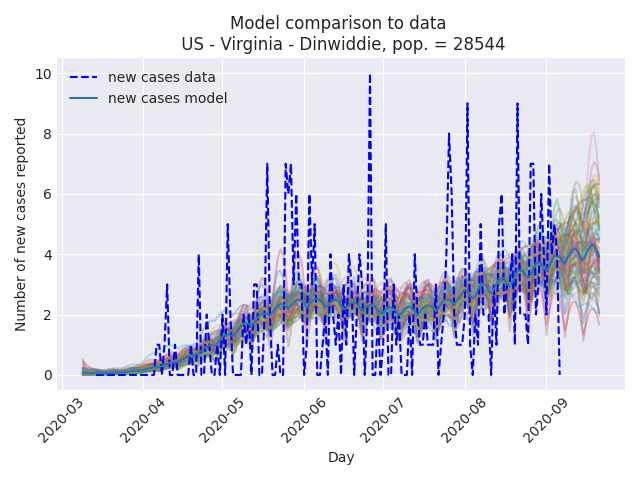 Model comparison to data
US - Virginia - Dinwiddie, pop. = 28544
Number of new cases reported
10
8
6
4
2
0
new cases data
new cases model
2020-03
2020-04
2020-05
2020-06
2020-07
2020-08
2020-09
Day